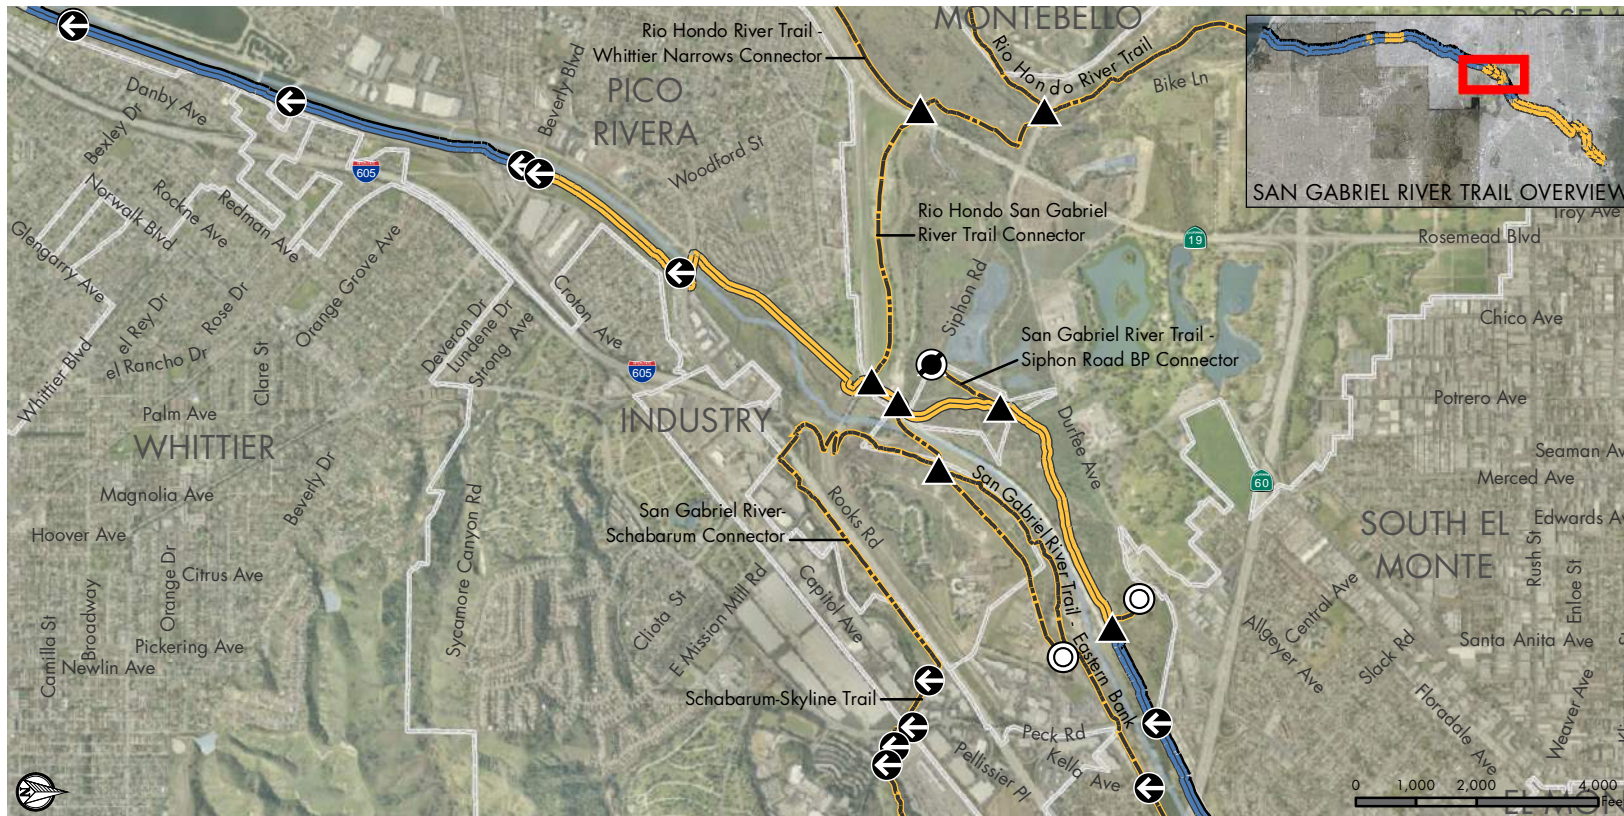 MONTEBELLO
ROSEM
Rio Hondo River Trail -
Whittier Narrows Connector
Rio Hondo River Trail
Bike Ln
Beverly Blvd
PICO
RIVERA
Danby Ave
Bexley Dr
Woodford St
605
SAN GABRIEL RIVER TRAIL OVERVIEW
Norwalk Blvd
Rockne Ave
Redman Ave
Glengarry Ave
Orange Grove Ave
Rio Hondo San Gabriel
River Trail Connector
19
Troy Ave
Rosemead Blvd
Siphon Rd
el Rey Dr
Rose Dr
Croton Ave
Deveron Dr
Lundene Dr
Strong Ave
Chico Ave
San Gabriel River Trail -
Siphon Road BP Connector
Whittier Blvd
el Rancho Dr
Clare St
605
Palm Ave
Potrero Ave
WHITTIER
INDUSTRY
Durfee Ave
Seaman Av
Merced Ave
60
Magnolia Ave
Beverly Dr
Sycamore Canyon Rd
San Gabriel River-
Schabarum Connector
Rooks Rd
San Gabriel River Trail - Eastern Bank
SOUTH EL
MONTE
Edwards Av
Hoover Ave
Rush St
Citrus Ave
Orange Dr
Broadway
Camilla St
Pickering Ave
Newlin Ave
Cliota St
E Mission Mill Rd
Capitol Ave
Central Ave
Allgeyer Ave
Slack Rd
Enloe St
Santa Anita Ave
Schabarum-Skyline Trail
Floradale Ave
Weaver Ave
Peck Rd
Kella Ave
Pellissier Pl
N
0 1,000 2,000 4,000
Fee
EL MON